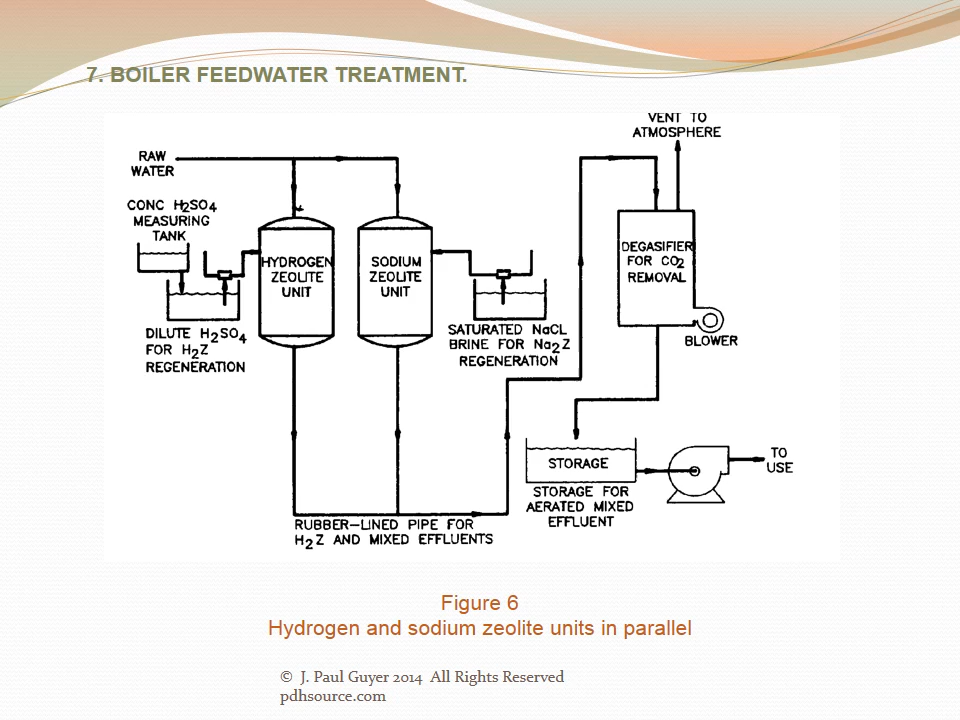 7. BOILER FEEDWATER TREATMENT.
VENT TO
ATMOSPHERE
RAW
WATER
CONC H2SO4
MEASURING
TANK
HYDROGEN
ZEOLITE
UNIT
SODIUM
ZEOLITE
UNIT
DEGASIFIER
FOR CO2
REMOVAL
DILUTE H2SO4
FOR H2Z
REGENERATION
SATURATED NaCL
BRINE FOR Na2Z
REGENERATION
BLOWER
STORAGE
TO
USE
STORAGE FOR
AERATED MIXED
EFFLUENT
RUBBER-LINED PIPE FOR
H2Z AND MIXED EFFLUENTS
Figure 6
Hydrogen and sodium zeolite units in parallel
© J. Paul Guyer 2014 All Rights Reserved
pdhsource.com